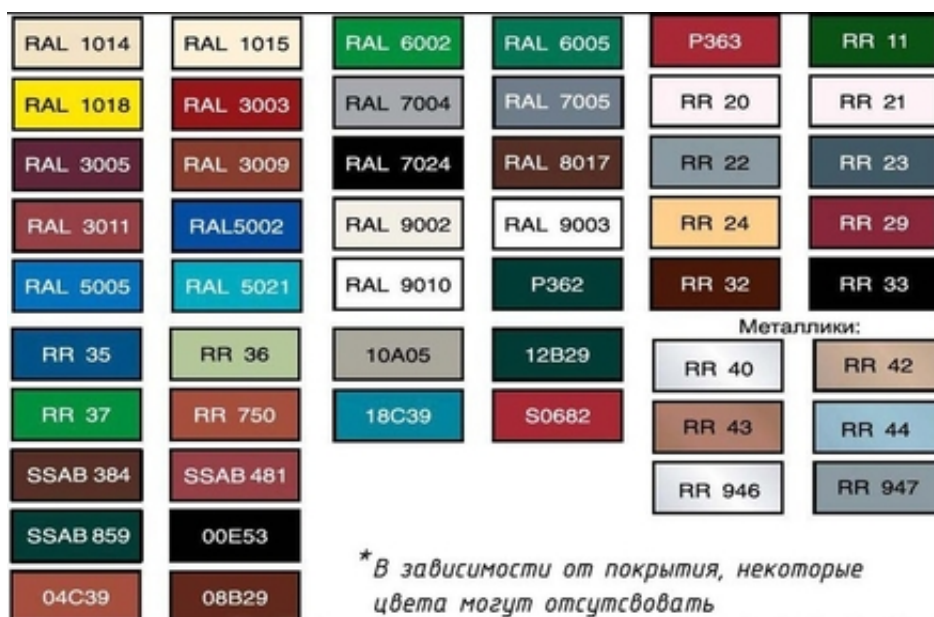 RAL 1014 RAL 1015 RAL 6002 RAL 6005 P363 RR 11
RAL 1018 RAL 3003 RAL 7004 RAL 7005 RR 20 RR 21
RAL 3005 RAL 3009 RAL 7024 RAL 8017 RR 22 RR 23
RAL 3011 RAL5002 RAL 9002 RAL 9003 RR 24 RR 29
RAL 5005 RAL 5021 RAL 9010 P362 RR 32 RR 33
Металлики:
RR 35 RR 36 10A05 12B29 RR 40 RR 42
RR 37 RR 750 18C39 S0682 RR 43 RR 44
SSAB 384 SSAB 481 RR 946 RR 947
SSAB 859 00E53
04C39 08B29
*В зависимости от покрытия, некоторые
цвета могут отсутсвовать